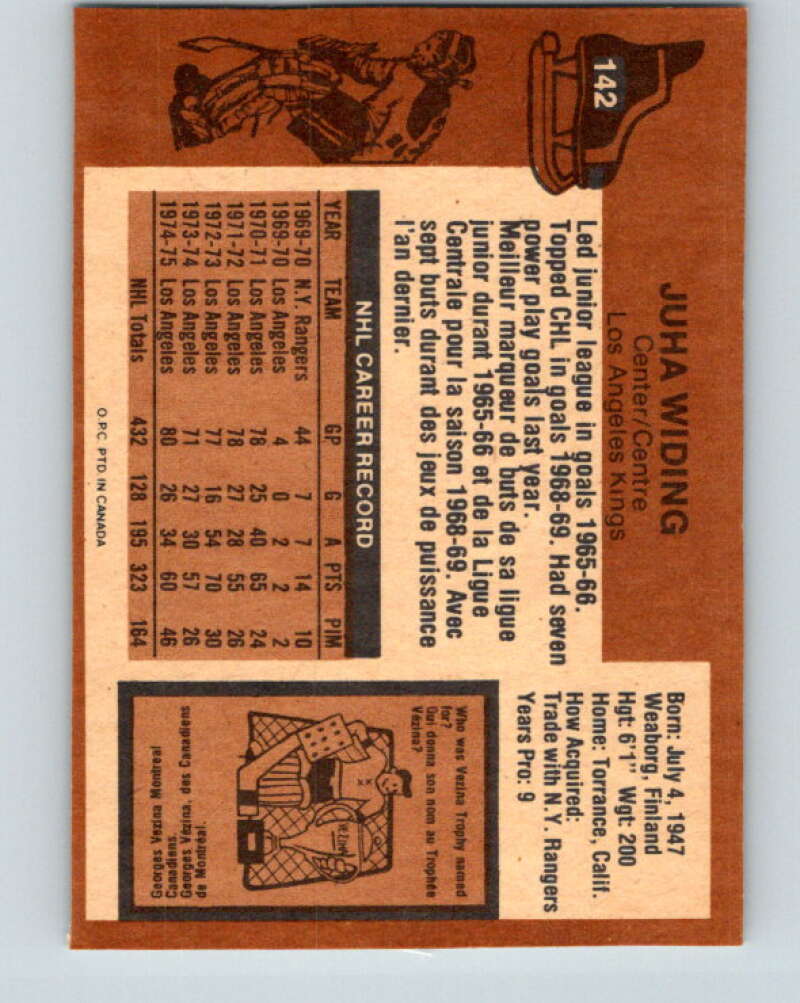 142
JUHA WIDING
Center/Centre
Los Angeles Kings
Born: July 4, 1947
Weaborg, Finland
Hgt: 6'1" Wgt: 200
Home: Torrance, Calif.
How Acquired:
Trade with N.Y. Rangers
Years Pro: 9
Led junior league in goals 1965-66.
Topped CHL in goals 1968-69. Had seven
power play goals last year.
Meilleur marqueur de buts de sa ligue
junior durant 1965-66 et de la Ligue
Centrale pour la saison 1968-69. Avec
sept buts durant des jeux de puissance
l'an dernier.
NHL CAREER RECORD
YEAR TEAM GP G A PTS PIM
1969-70 N.Y. Rangers 44 7 7 14 10
1969-70 Los Angeles 4 0 2 2 2
1970-71 Los Angeles 78 25 40 65 24
1971-72 Los Angeles 78 27 28 55 26
1972-73 Los Angeles 77 16 54 70 30
1973-74 Los Angeles 71 27 30 57 26
1974-75 Los Angeles 80 26 34 60 46
NHL Totals 432 128 195 323 164
O.P.C. PTD. IN CANADA
Who was Vezina Trophy named
for?
Qui donna son nom au Trophée
Vézina?
VEZINA
Georges Vezina Montreal
Canadiens
Georges Vézina, des Canadiens
de Montréal.